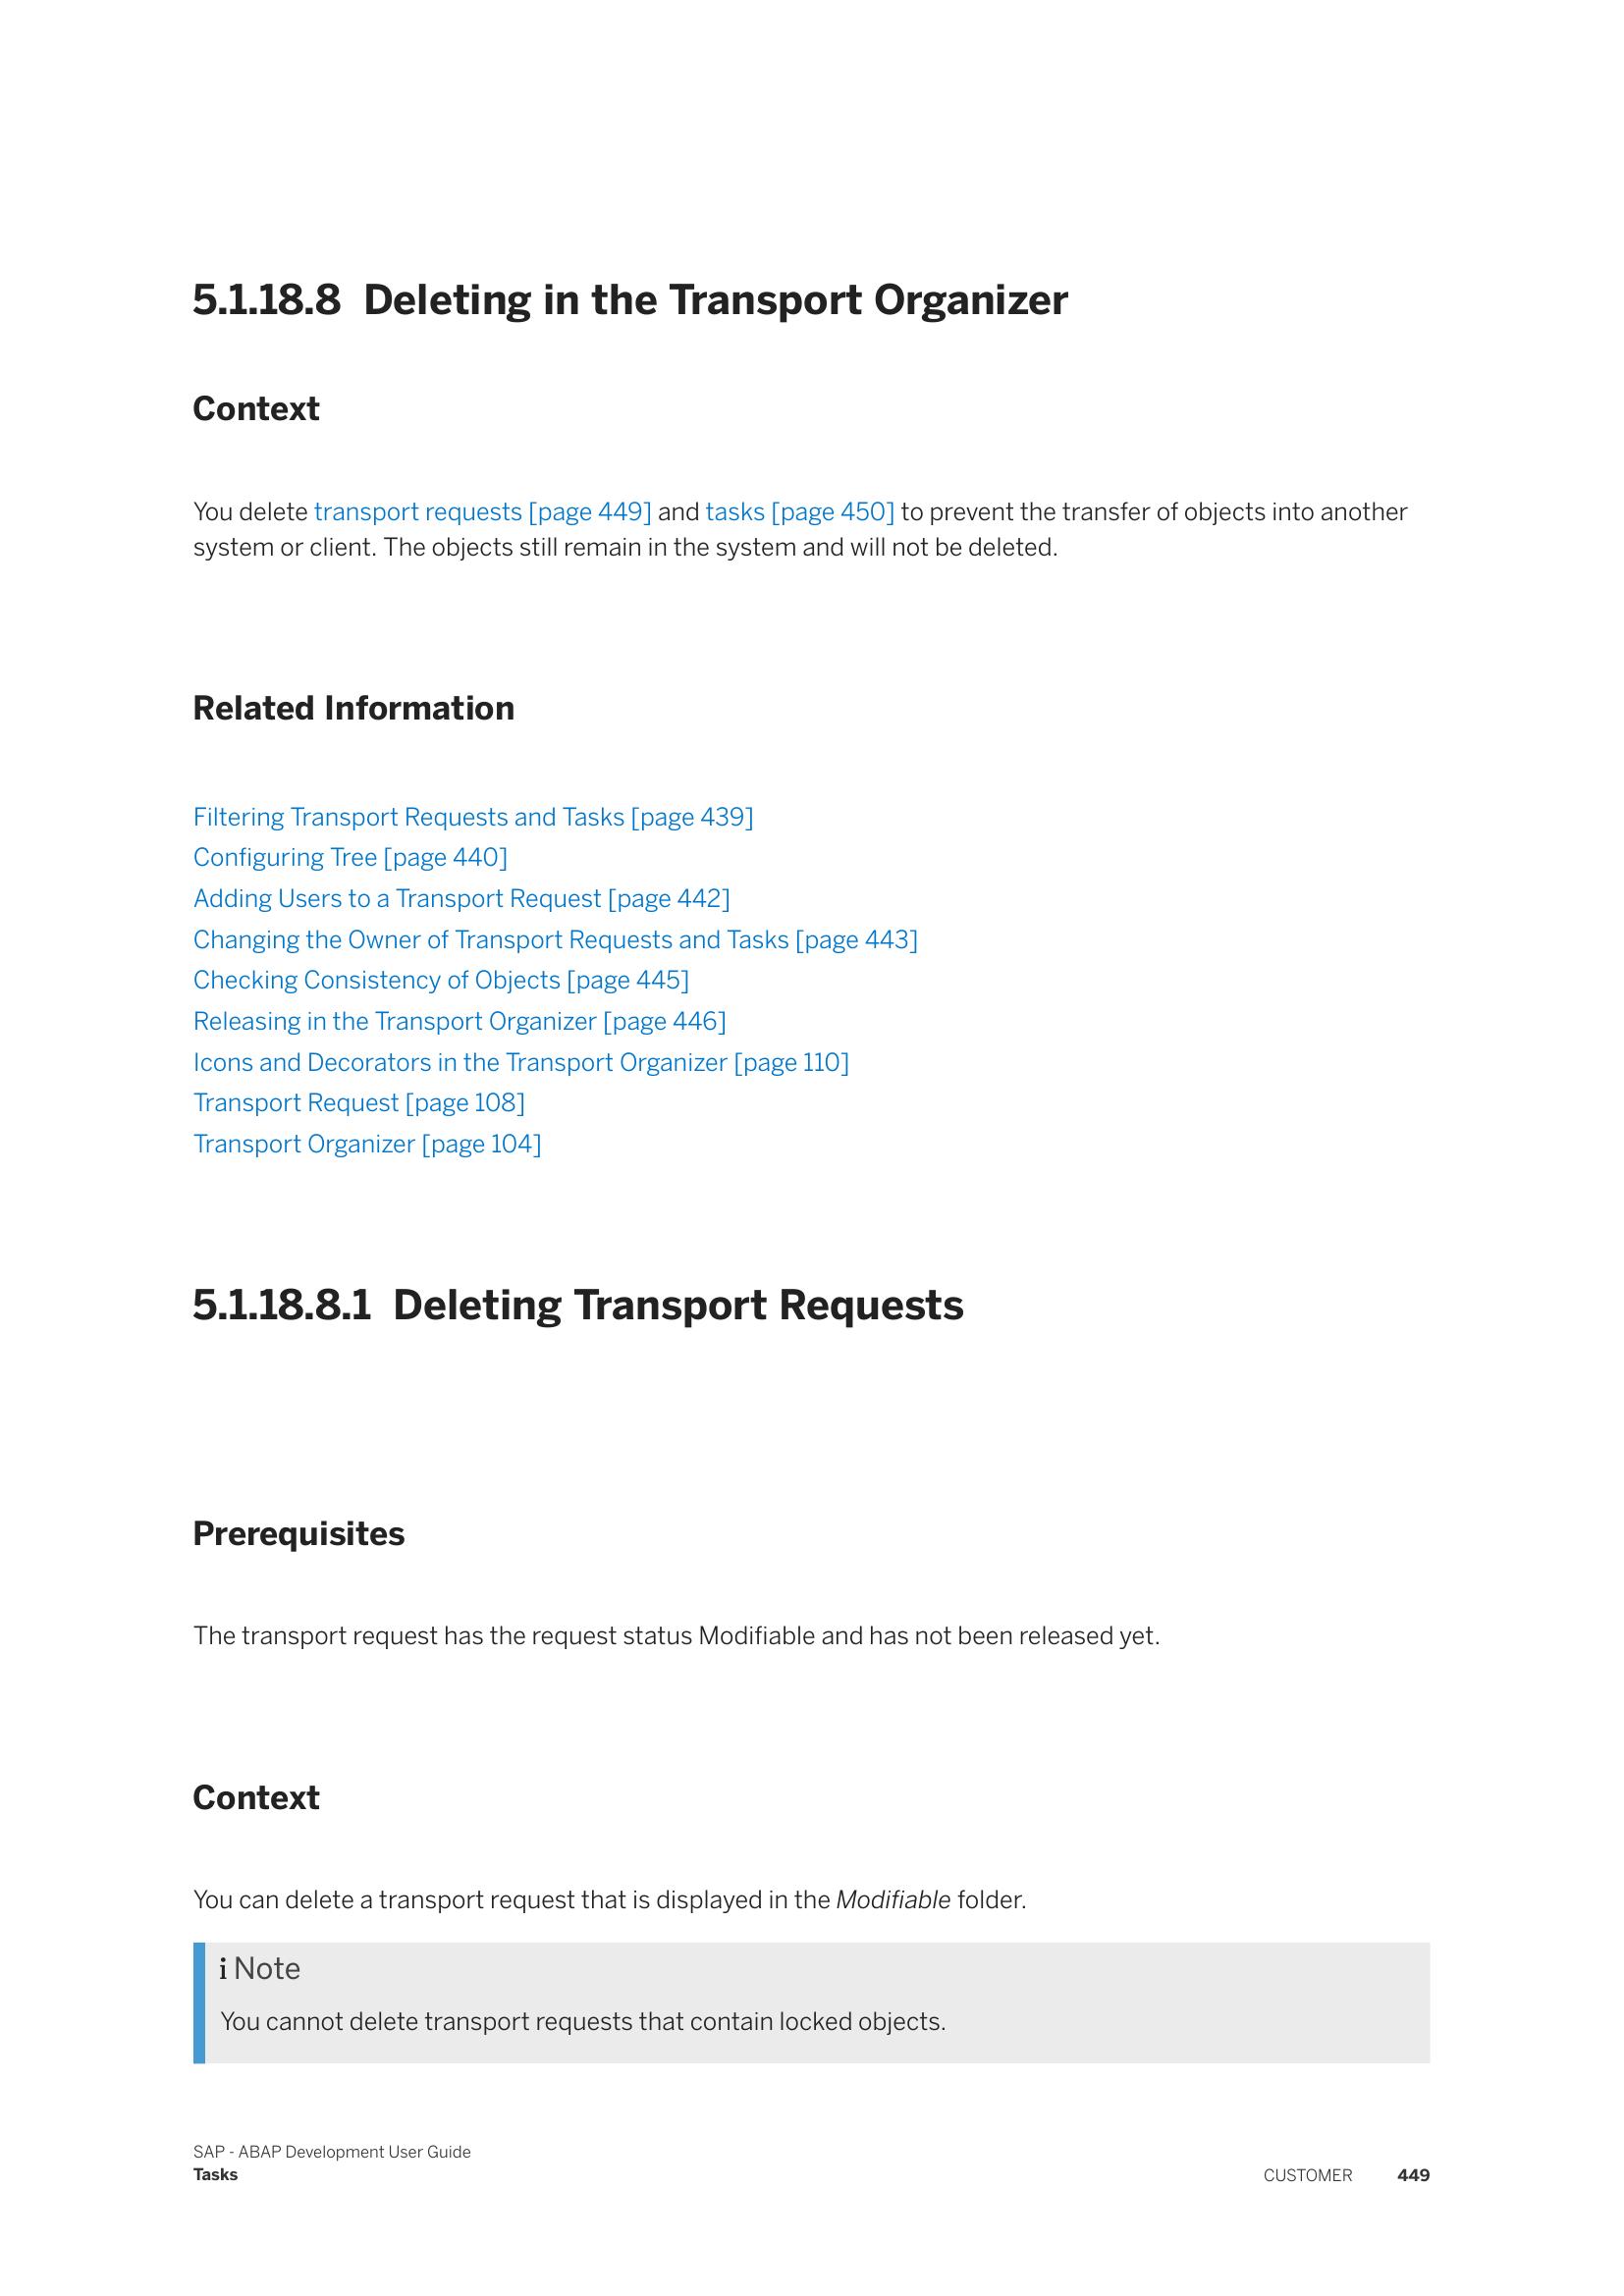 5.1.18.8 Deleting in the Transport Organizer
Context
You delete transport requests [page 449] and tasks [page 450] to prevent the transfer of objects into another
system or client. The objects still remain in the system and will not be deleted.
Related Information
Filtering Transport Requests and Tasks [page 439]
Configuring Tree [page 440]
Adding Users to a Transport Request [page 442]
Changing the Owner of Transport Requests and Tasks [page 443]
Checking Consistency of Objects [page 445]
Releasing in the Transport Organizer [page 446]
Icons and Decorators in the Transport Organizer [page 110]
Transport Request [page 108]
Transport Organizer [page 104]
5.1.18.8.1 Deleting Transport Requests
Prerequisites
The transport request has the request status Modifiable and has not been released yet.
Context
You can delete a transport request that is displayed in the Modifiable folder.
i Note
You cannot delete transport requests that contain locked objects.
SAP - ABAP Development User Guide
Tasks
CUSTOMER 449